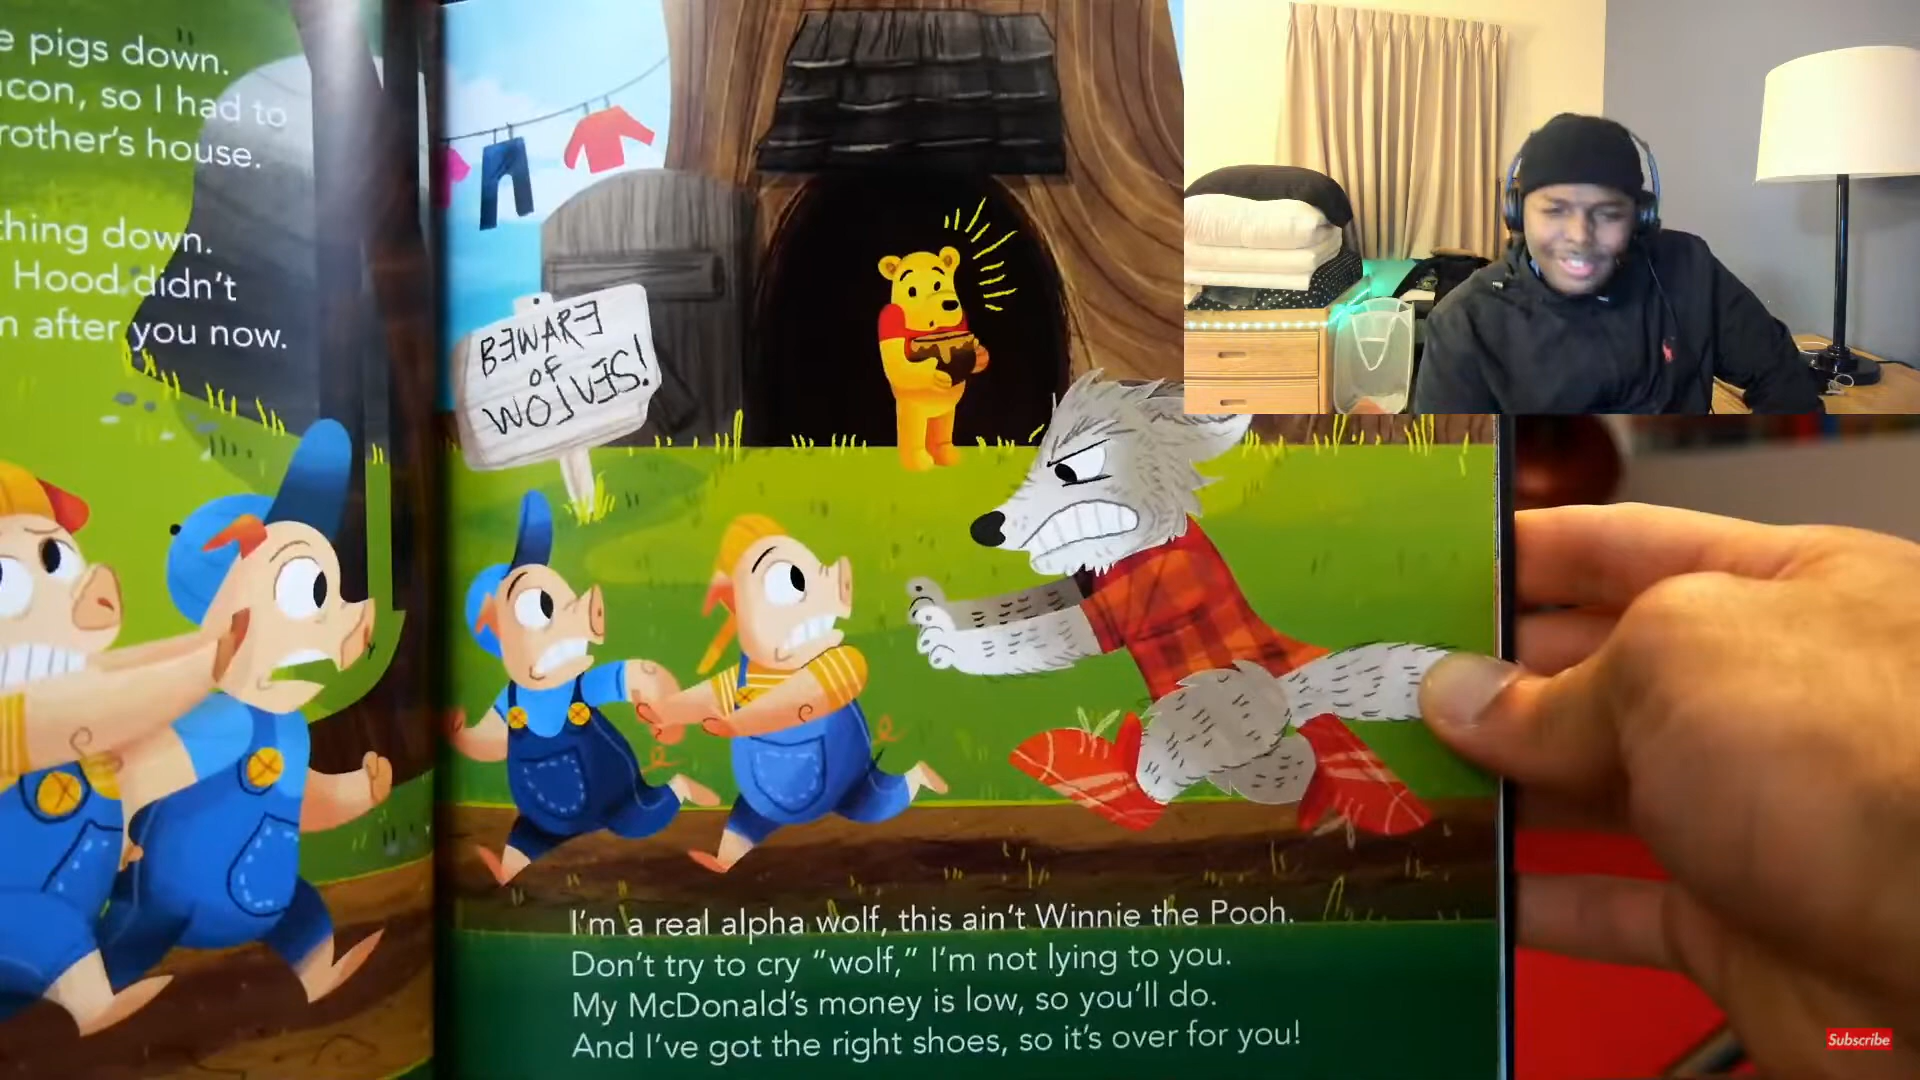 e pigs down.
acon, so I had to
rother's house.
thing down.
Hood didn't
m after you now.
BEWARE
OF
WOLVES!
I'm a real alpha wolf, this ain't Winnie the Pooh.
Don't try to cry "wolf," I'm not lying to you.
My McDonald's money is low, so you'll do.
And I've got the right shoes, so it's over for you!
Subscribe